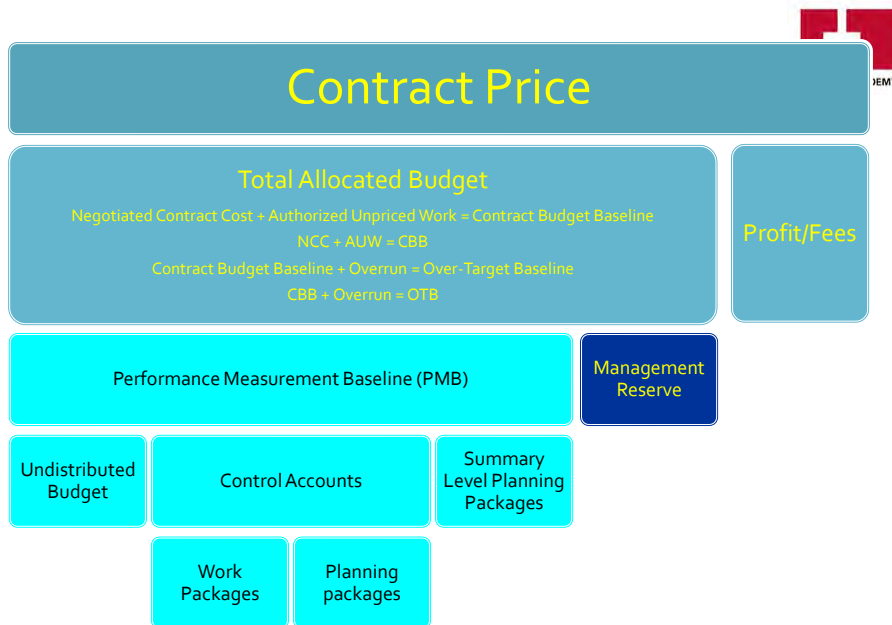 Contract Price
Total Allocated Budget
Negotiated Contract Cost + Authorized Unpriced Work = Contract Budget Baseline
NCC + AUW = CBB
Contract Budget Baseline + Overrun = Over-Target Baseline
CBB + Overrun = OTB
Profit/Fees
Performance Measurement Baseline (PMB)
Management
Reserve
Undistributed
Budget
Control Accounts
Summary
Level Planning
Packages
Work
Packages
Planning
packages